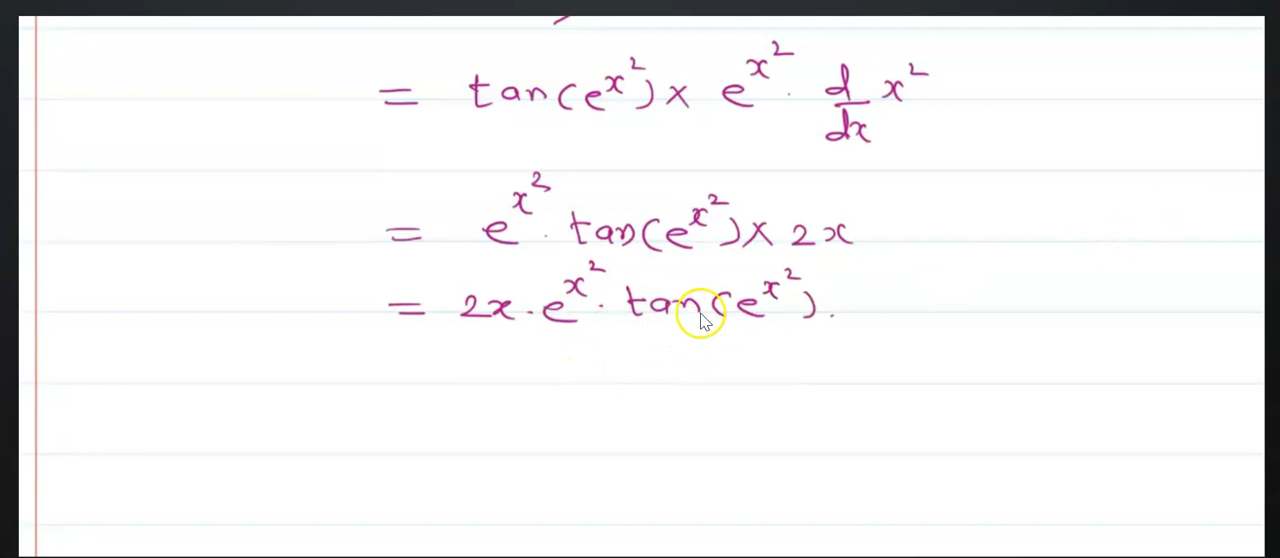 = tan(e^x^2) × e^x^2 · d/dx x^2
= e^x^2 · tan(e^x^2) × 2x
= 2x · e^x^2 · tan(e^x^2).